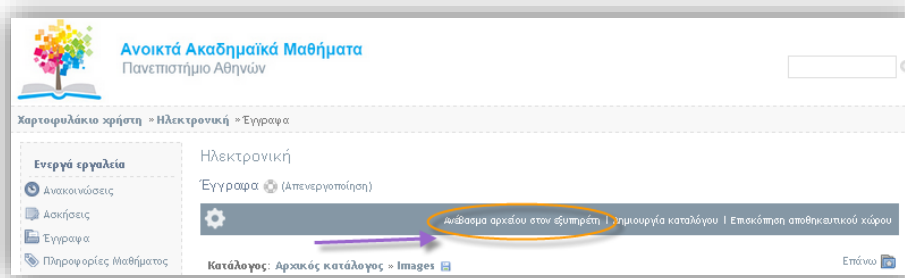 Ανοικτά Ακαδημαϊκά Μαθήματα
Πανεπιστήμιο Αθηνών
Χαρτοφυλάκιο χρήστη » Ηλεκτρονική » Έγγραφα
Ενεργά εργαλεία
Ανακοινώσεις
Ασκήσεις
Έγγραφα
Πληροφορίες Μαθήματος
Ηλεκτρονική
Έγγραφα (Απενεργοποίηση)
Ανέβασμα αρχείου στον εξυπηρέτη | Δημιουργία καταλόγου | Επισκόπηση αποθηκευτικού χώρου
Κατάλογος: Αρχικός κατάλογος » Images
Επάνω